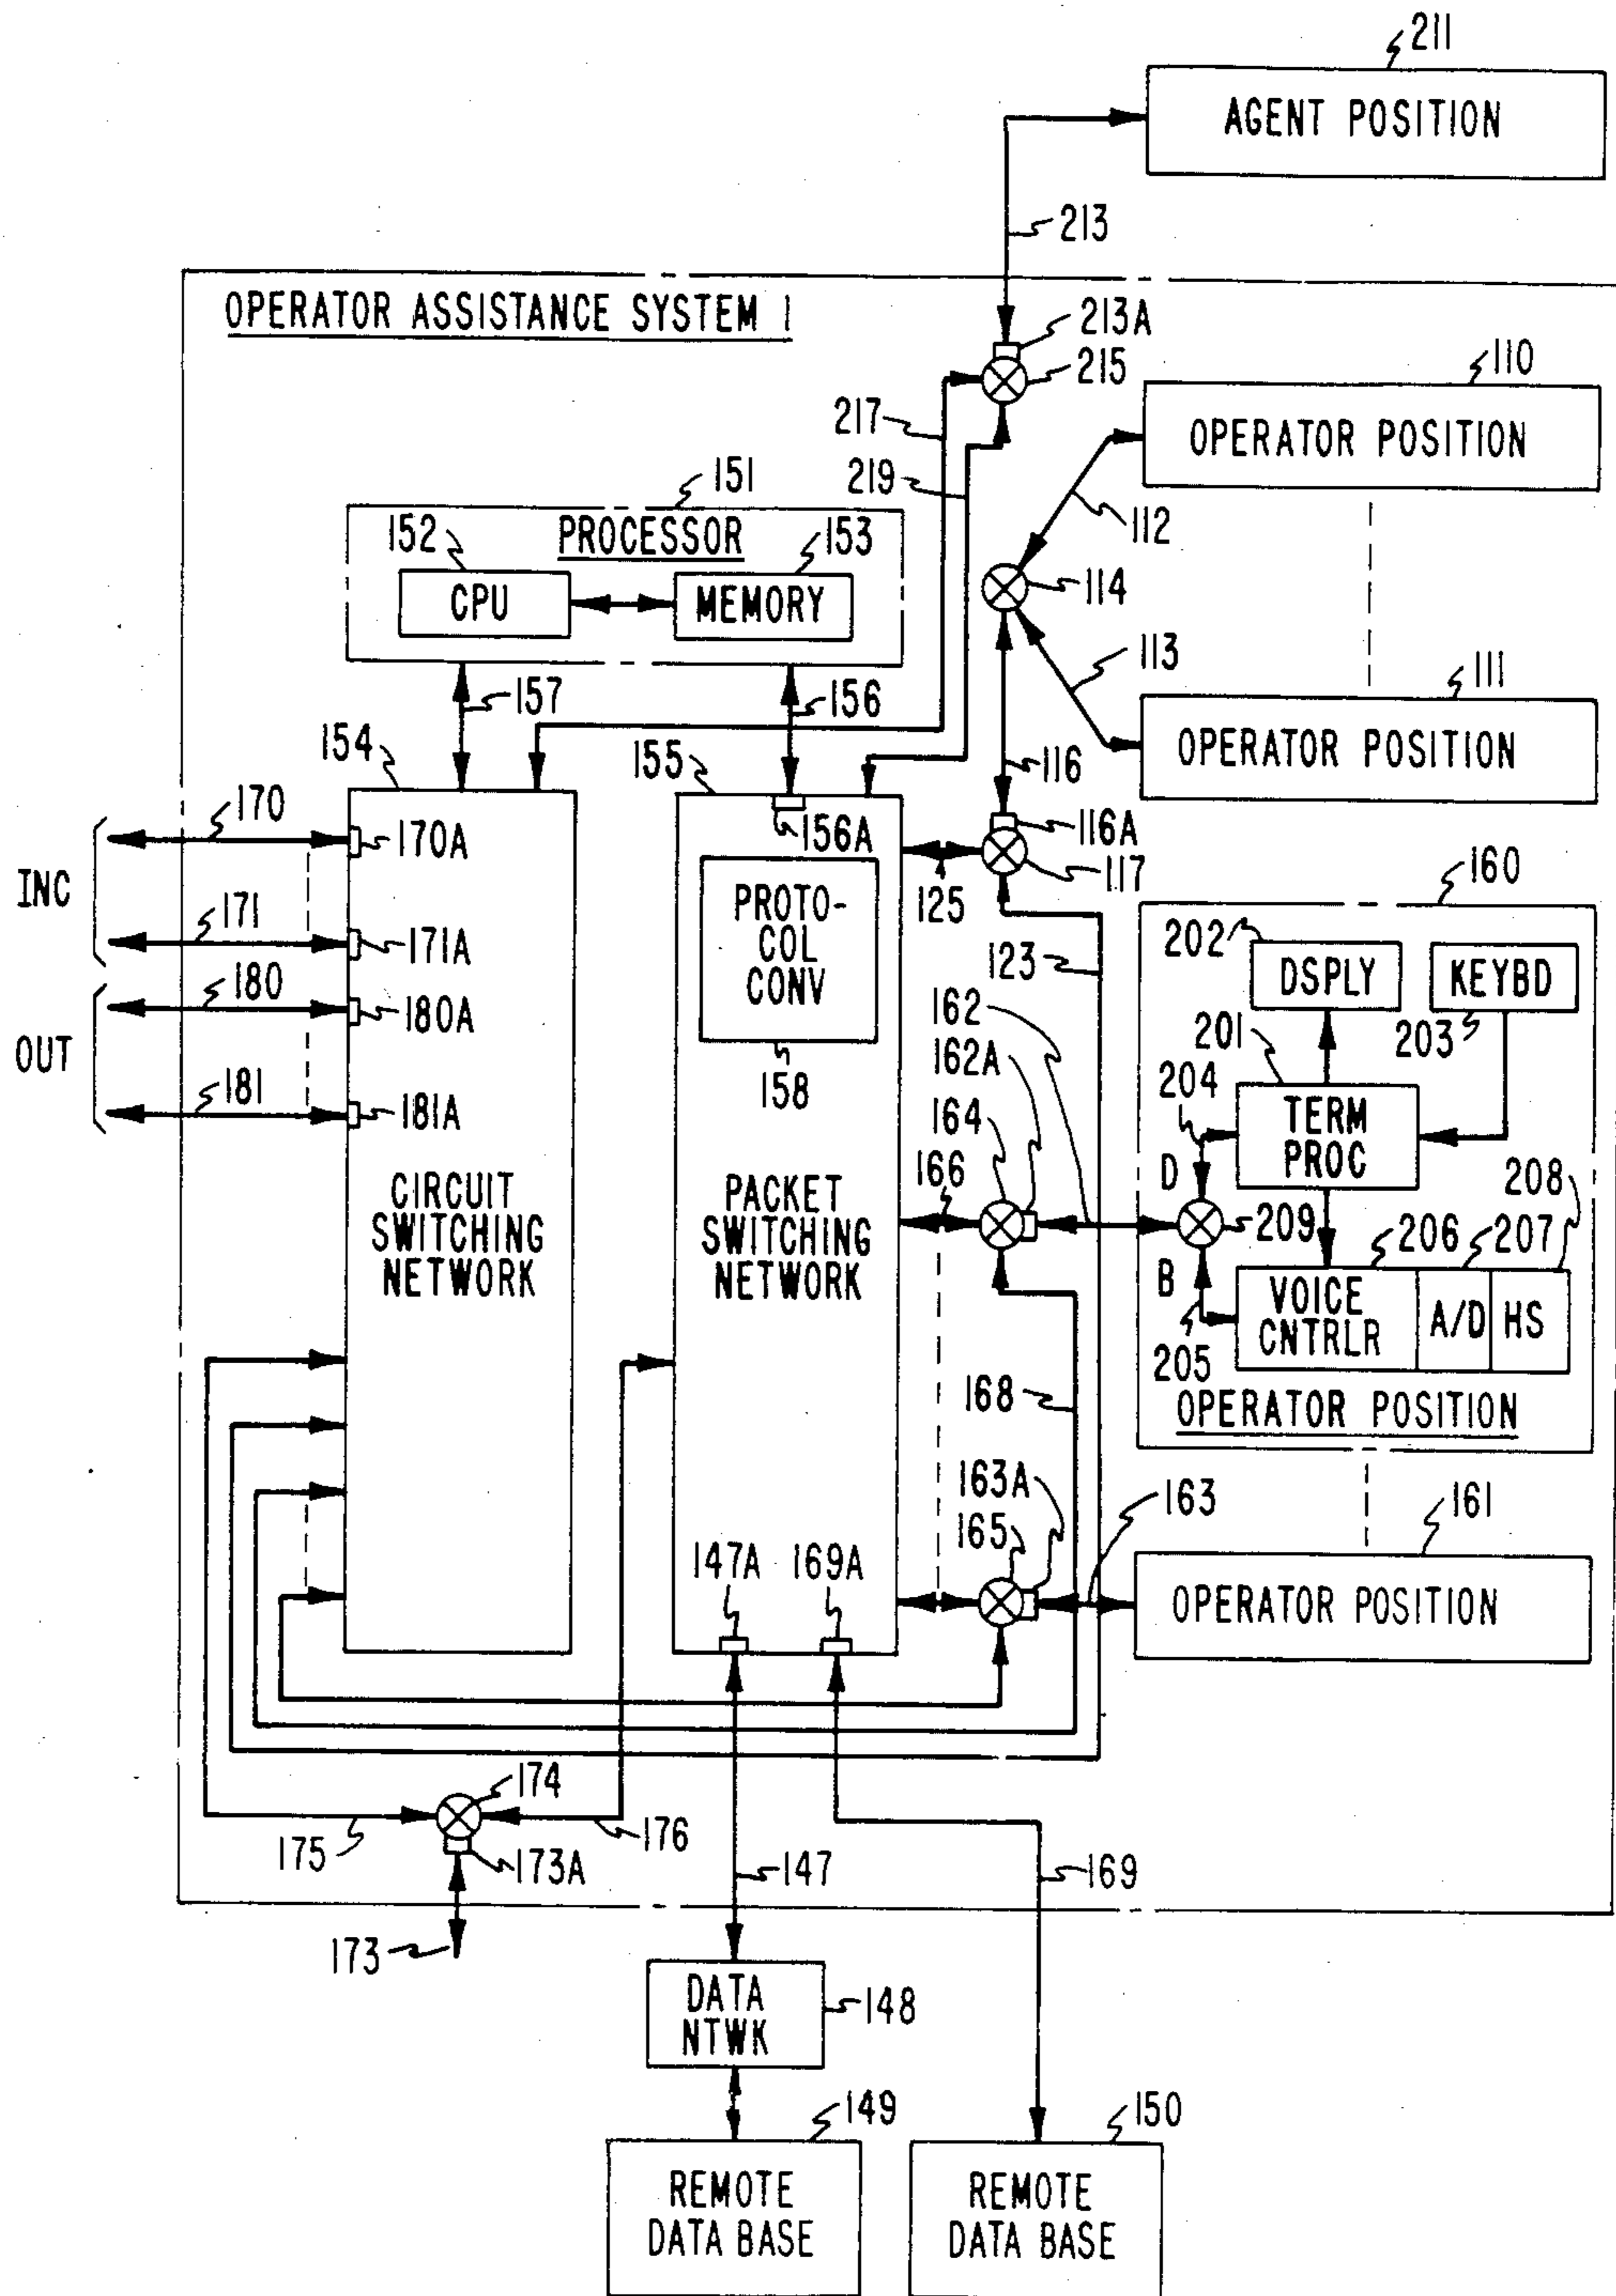 211
AGENT POSITION
213
OPERATOR ASSISTANCE SYSTEM 1
213A
215
110
OPERATOR POSITION
217
219
112
114
151
PROCESSOR
152
153
CPU
MEMORY
113
111
OPERATOR POSITION
157
156
116
154
155
170
170A
156A
116A
117
125
INC
171
171A
PROTO-
COL
CONV
158
123
160
202
DSPLY
KEYBD
203
180
180A
OUT
181
181A
162
162A
164
201
204
TERM
PROC
D
208
CIRCUIT
SWITCHING
NETWORK
PACKET
SWITCHING
NETWORK
166
209
206
207
B
VOICE
CNTRLR
A/D
HS
205
168
OPERATOR POSITION
163A
165
163
161
147A
169A
OPERATOR POSITION
174
175
176
173A
147
169
173
DATA
NTWK
148
149
150
REMOTE
DATA BASE
REMOTE
DATA BASE